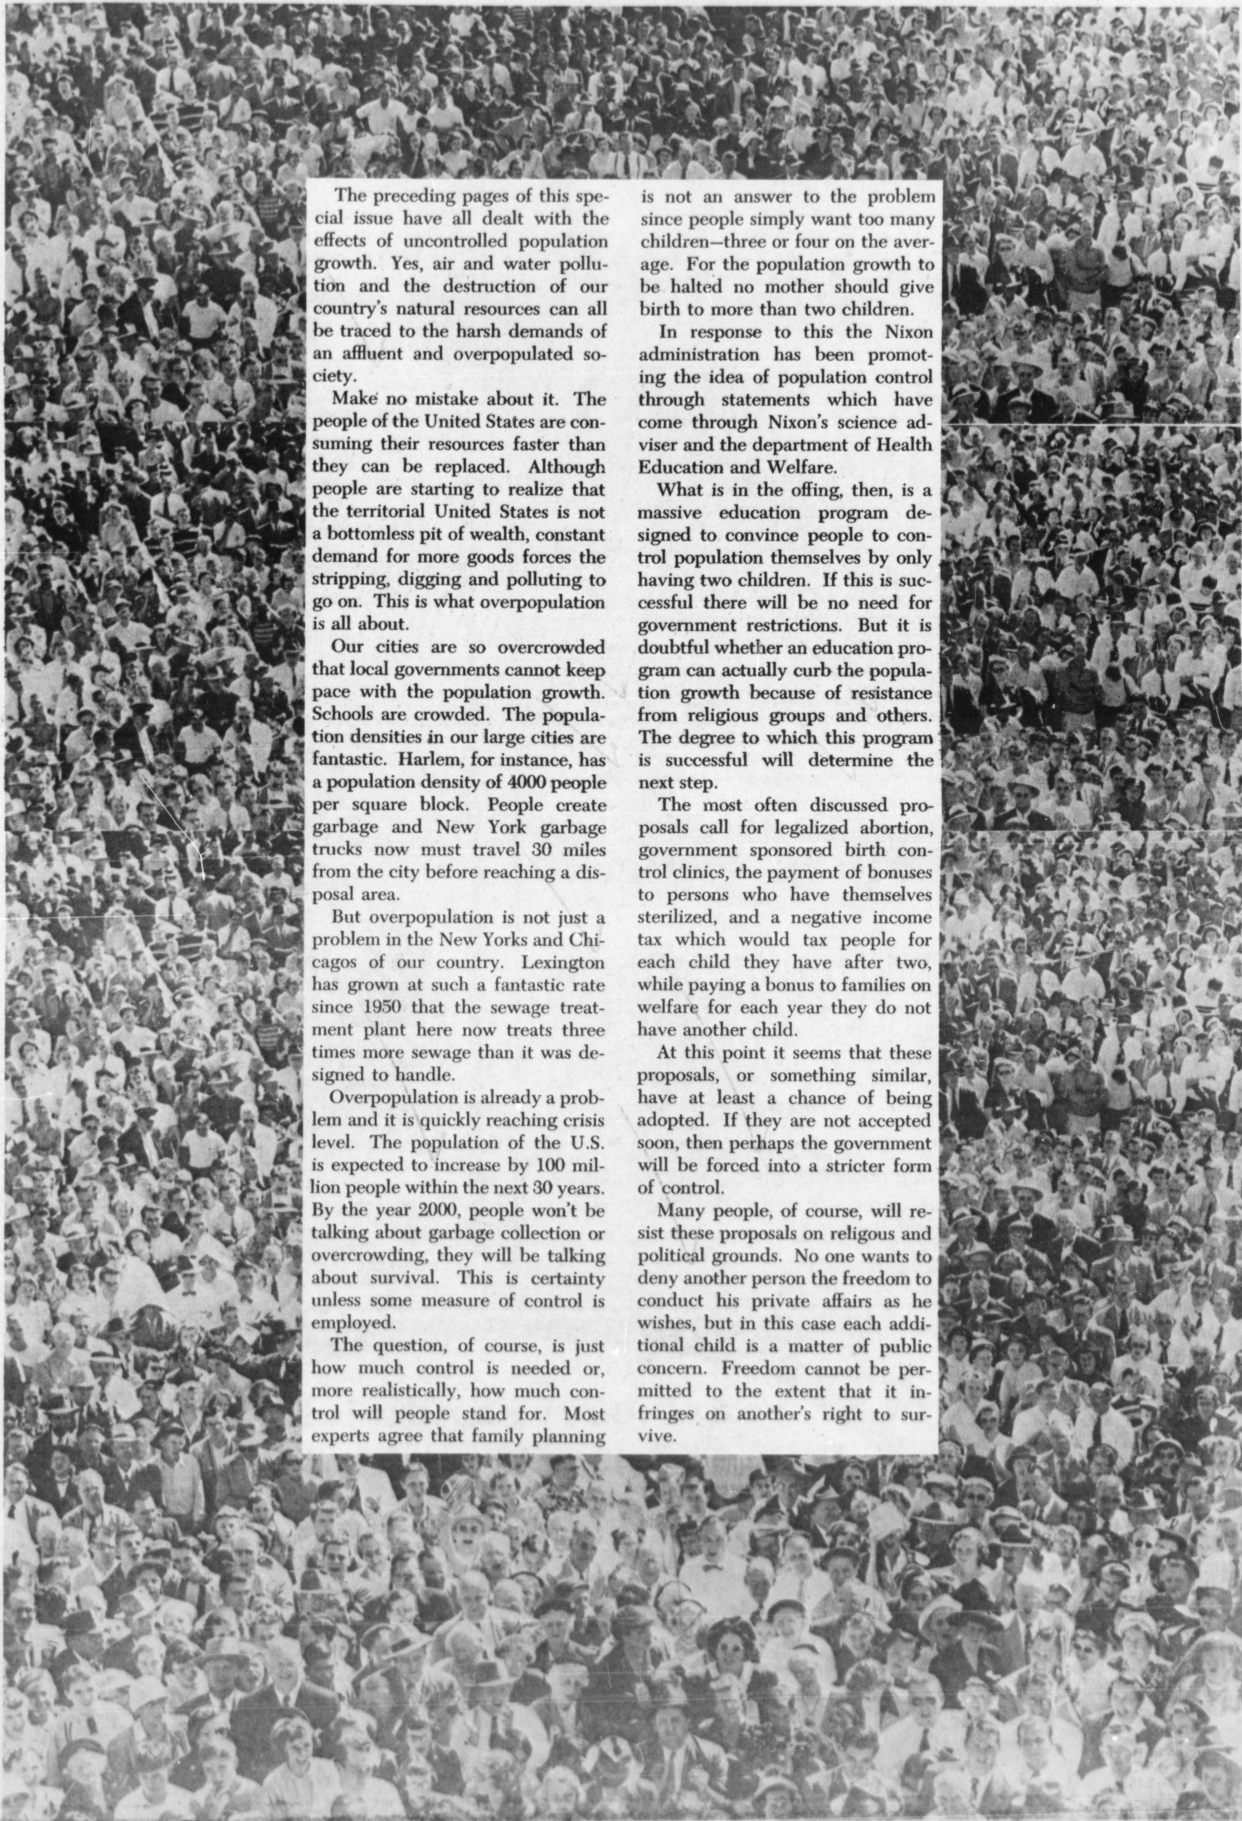 The preceding pages of this spe-
cial issue have all dealt with the
effects of uncontrolled population
growth. Yes, air and water pollu-
tion and the destruction of our
country's natural resources can all
be traced to the harsh demands of
an affluent and overpopulated so-
ciety.
Make no mistake about it. The
people of the United States are con-
suming their resources faster than
they can be replaced. Although
people are starting to realize that
the territorial United States is not
a bottomless pit of wealth, constant
demand for more goods forces the
stripping, digging and polluting to
go on. This is what overpopulation
is all about.
Our cities are so overcrowded
that local governments cannot keep
pace with the population growth.
Schools are crowded. The popula-
tion densities in our large cities are
fantastic. Harlem, for instance, has
a population density of 4000 people
per square block. People create
garbage and New York garbage
trucks now must travel 30 miles
from the city before reaching a dis-
posal area.
But overpopulation is not just a
problem in the New Yorks and Chi-
cagos of our country. Lexington
has grown at such a fantastic rate
since 1950 that the sewage treat-
ment plant here now treats three
times more sewage than it was de-
signed to handle.
Overpopulation is already a prob-
lem and it is quickly reaching crisis
level. The population of the U.S.
is expected to increase by 100 mil-
lion people within the next 30 years.
By the year 2000, people won't be
talking about garbage collection or
overcrowding, they will be talking
about survival. This is certainty
unless some measure of control is
employed.
The question, of course, is just
how much control is needed or,
more realistically, how much con-
trol will people stand for. Most
experts agree that family planning
is not an answer to the problem
since people simply want too many
children—three or four on the aver-
age. For the population growth to
be halted no mother should give
birth to more than two children.
In response to this the Nixon
administration has been promot-
ing the idea of population control
through statements which have
come through Nixon's science ad-
viser and the department of Health
Education and Welfare.
What is in the offing, then, is a
massive education program de-
signed to convince people to con-
trol population themselves by only
having two children. If this is suc-
cessful there will be no need for
government restrictions. But it is
doubtful whether an education pro-
gram can actually curb the popula-
tion growth because of resistance
from religious groups and others.
The degree to which this program
is successful will determine the
next step.
The most often discussed pro-
posals call for legalized abortion,
government sponsored birth con-
trol clinics, the payment of bonuses
to persons who have themselves
sterilized, and a negative income
tax which would tax people for
each child they have after two,
while paying a bonus to families on
welfare for each year they do not
have another child.
At this point it seems that these
proposals, or something similar,
have at least a chance of being
adopted. If they are not accepted
soon, then perhaps the government
will be forced into a stricter form
of control.
Many people, of course, will re-
sist these proposals on religous and
political grounds. No one wants to
deny another person the freedom to
conduct his private affairs as he
wishes, but in this case each addi-
tional child is a matter of public
concern. Freedom cannot be per-
mitted to the extent that it in-
fringes on another's right to sur-
vive.